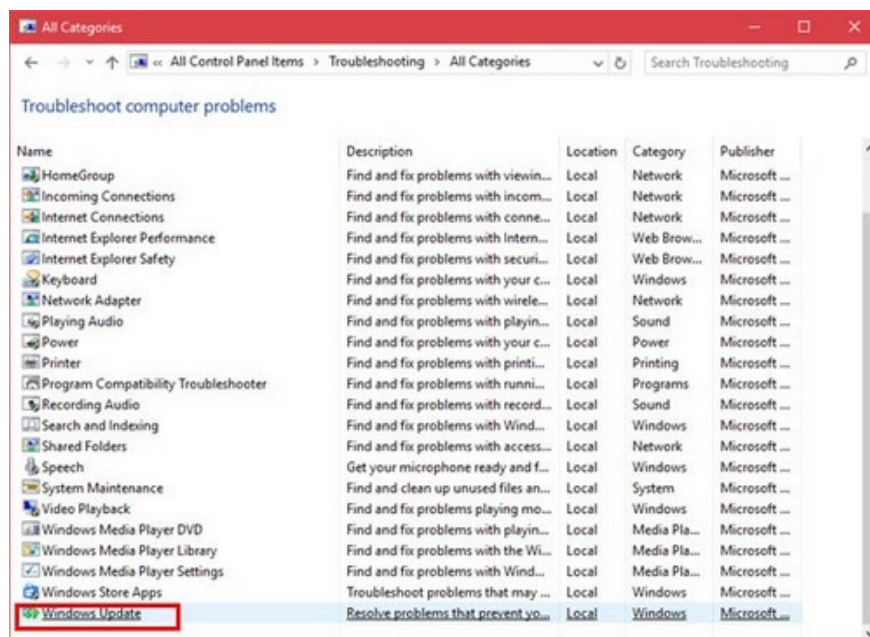 All Categories
« All Control Panel Items > Troubleshooting > All Categories Search Troubleshooting
Troubleshoot computer problems
Name Description Location Category Publisher
HomeGroup Find and fix problems with viewin... Local Network Microsoft ...
Incoming Connections Find and fix problems with incom... Local Network Microsoft ...
Internet Connections Find and fix problems with conne... Local Network Microsoft ...
Internet Explorer Performance Find and fix problems with Intern... Local Web Brow... Microsoft ...
Internet Explorer Safety Find and fix problems with securi... Local Web Brow... Microsoft ...
Keyboard Find and fix problems with your c... Local Windows Microsoft ...
Network Adapter Find and fix problems with wirele... Local Network Microsoft ...
Playing Audio Find and fix problems with playin... Local Sound Microsoft ...
Power Find and fix problems with your c... Local Power Microsoft ...
Printer Find and fix problems with printi... Local Printing Microsoft ...
Program Compatibility Troubleshooter Find and fix problems with runni... Local Programs Microsoft ...
Recording Audio Find and fix problems with record... Local Sound Microsoft ...
Search and Indexing Find and fix problems with Wind... Local Windows Microsoft ...
Shared Folders Find and fix problems with access... Local Network Microsoft ...
Speech Get your microphone ready and f... Local Windows Microsoft ...
System Maintenance Find and clean up unused files an... Local System Microsoft ...
Video Playback Find and fix problems playing mo... Local Windows Microsoft ...
Windows Media Player DVD Find and fix problems with playin... Local Media Pla... Microsoft ...
Windows Media Player Library Find and fix problems with the Wi... Local Media Pla... Microsoft ...
Windows Media Player Settings Find and fix problems with Wind... Local Media Pla... Microsoft ...
Windows Store Apps Troubleshoot problems that may ... Local Windows Microsoft ...
Windows Update Resolve problems that prevent yo... Local Windows Microsoft ...